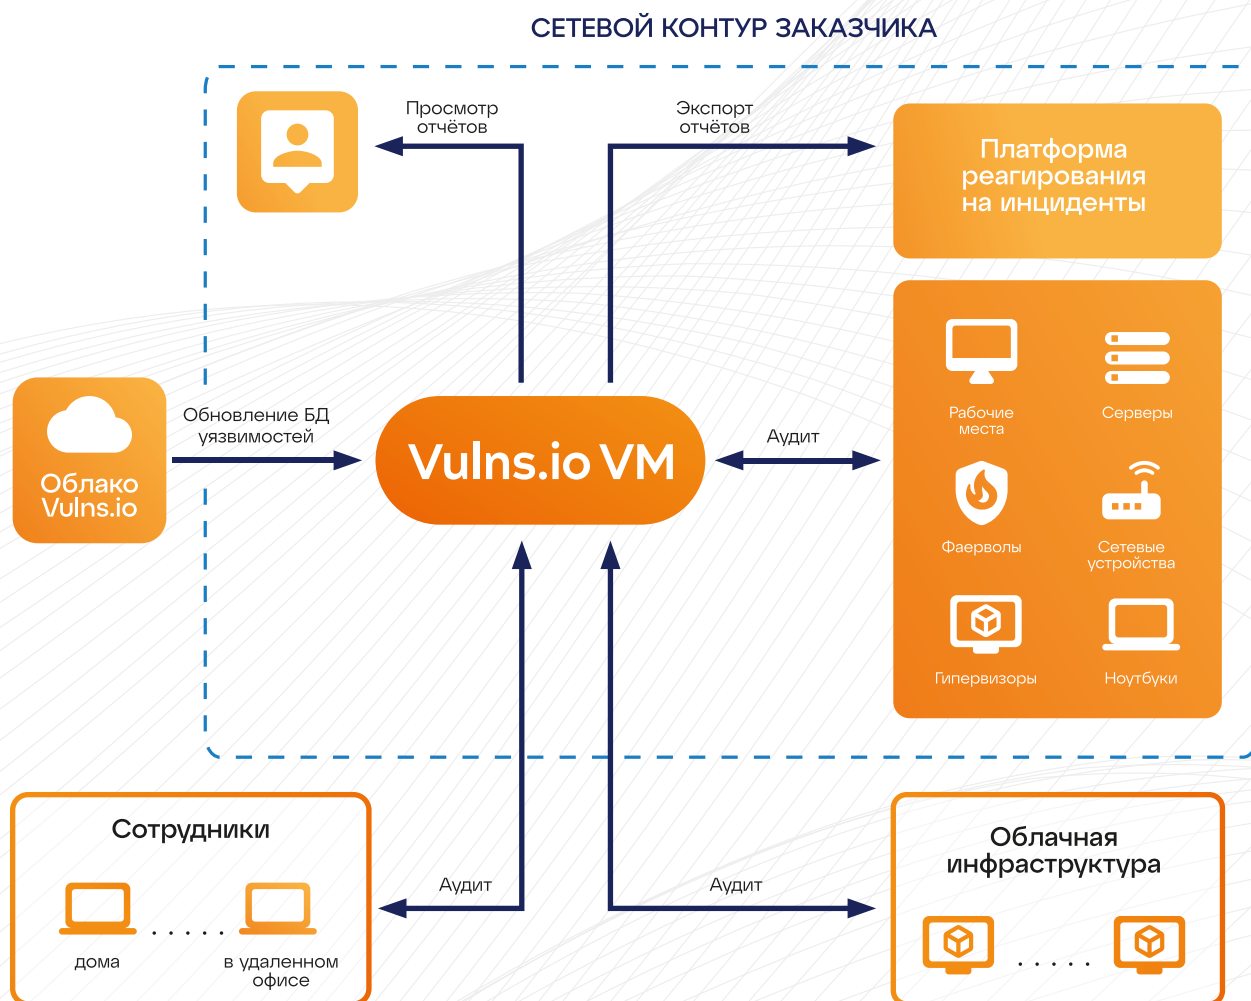 СЕТЕВОЙ КОНТУР ЗАКАЗЧИКА
Просмотр
отчётов
Экспорт
отчётов
Платформа
реагирования
на инциденты
Облако
Vulns.io
Обновление БД
уязвимостей
Vulns.io VM
Аудит
Рабочие
места
Серверы
Фаерволы
Сетевые
устройства
Гипервизоры
Ноутбуки
Сотрудники
дома
в удаленном
офисе
Аудит
Аудит
Облачная
инфраструктура